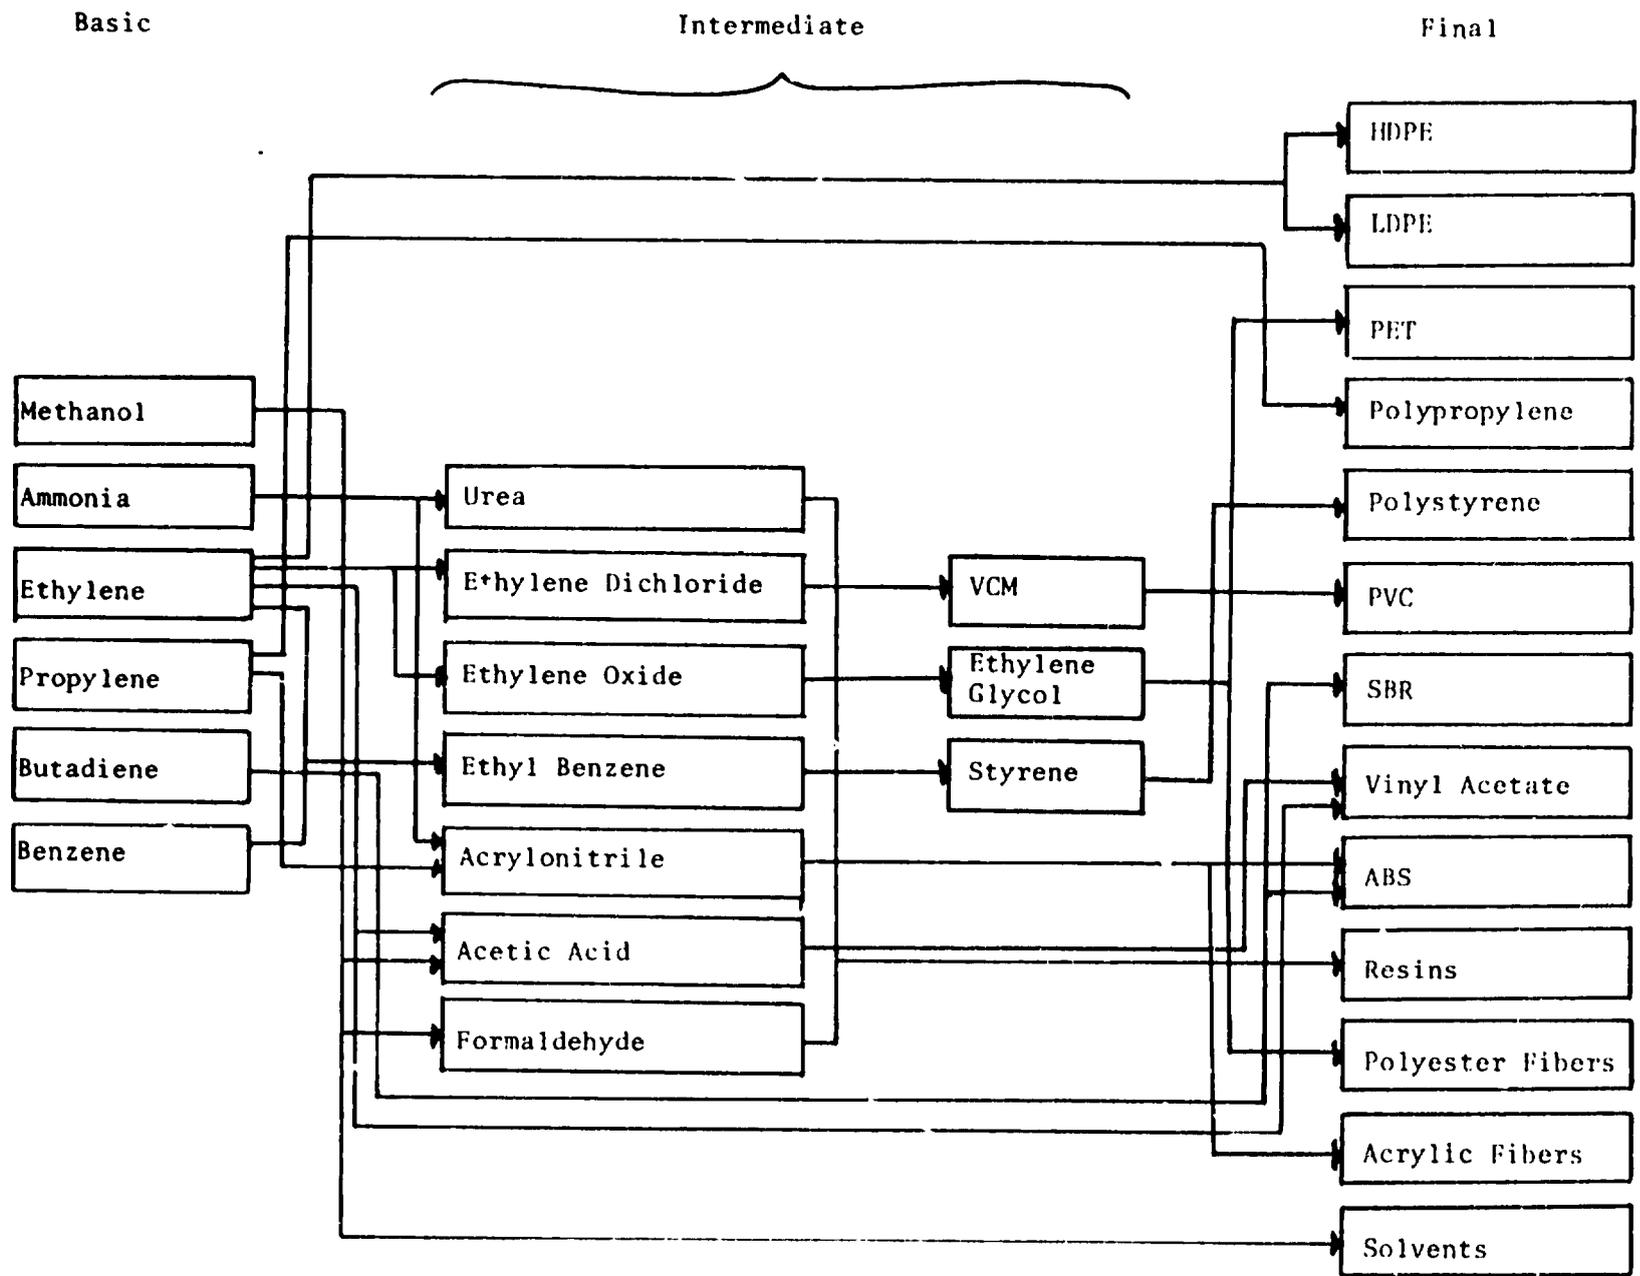 Basic
Intermediate
Final
HDPE
LDPE
PET
Methanol
Polypropylene
Ammonia
Urea
Polystyrene
Ethylene
Ethylene Dichloride
VCM
PVC
Propylene
Ethylene Oxide
Ethylene
Glycol
SBR
Butadiene
Ethyl Benzene
Styrene
Vinyl Acetate
Benzene
Acrylonitrile
ABS
Acetic Acid
Resins
Formaldehyde
Polyester Fibers
Acrylic Fibers
Solvents